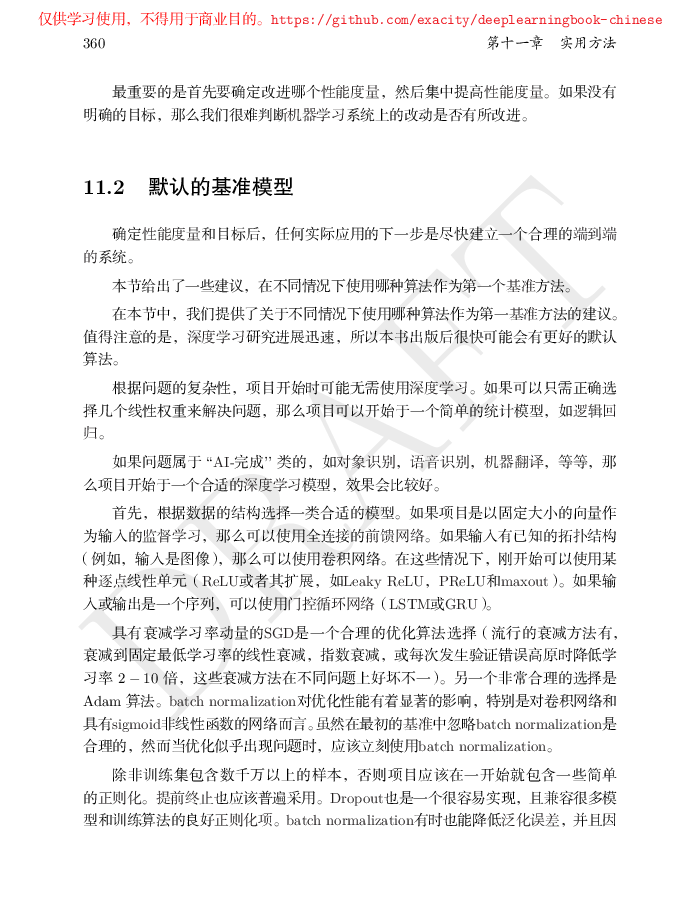 仅供学习使用，不得用于商业目的。https://github.com/exacity/deeplearningbook-chinese
360 第十一章 实用方法
最重要的是首先要确定改进哪个性能度量，然后集中提高性能度量。如果没有
明确的目标，那么我们很难判断机器学习系统上的改动是否有所改进。
11.2 默认的基准模型
确定性能度量和目标后，任何实际应用的下一步是尽快建立一个合理的端到端
的系统。
本节给出了一些建议，在不同情况下使用哪种算法作为第一个基准方法。
在本节中，我们提供了关于不同情况下使用哪种算法作为第一基准方法的建议。
值得注意的是，深度学习研究进展迅速，所以本书出版后很快可能会有更好的默认
算法。
根据问题的复杂性，项目开始时可能无需使用深度学习。如果可以只需正确选
择几个线性权重来解决问题，那么项目可以开始于一个简单的统计模型，如逻辑回
归。
如果问题属于 “AI-完成” 类的，如对象识别，语音识别，机器翻译，等等，那
么项目开始于一个合适的深度学习模型，效果会比较好。
首先，根据数据的结构选择一类合适的模型。如果项目是以固定大小的向量作
为输入的监督学习，那么可以使用全连接的前馈网络。如果输入有已知的拓扑结构
（例如，输入是图像），那么可以使用卷积网络。在这些情况下，刚开始可以使用某
种逐点线性单元（ReLU或者其扩展，如Leaky ReLU，PReLU和maxout）。如果输
入或输出是一个序列，可以使用门控循环网络（LSTM或GRU）。
具有衰减学习率动量的SGD是一个合理的优化算法选择（流行的衰减方法有，
衰减到固定最低学习率的线性衰减，指数衰减，或每次发生验证错误高原时降低学
习率 2 − 10 倍，这些衰减方法在不同问题上好坏不一）。另一个非常合理的选择是
Adam 算法。batch normalization对优化性能有着显著的影响，特别是对卷积网络和
具有sigmoid非线性函数的网络而言。虽然在最初的基准中忽略batch normalization是
合理的，然而当优化似乎出现问题时，应该立刻使用batch normalization。
除非训练集包含数千万以上的样本，否则项目应该在一开始就包含一些简单
的正则化。提前终止也应该普遍采用。Dropout也是一个很容易实现，且兼容很多模
型和训练算法的良好正则化项。batch normalization有时也能降低泛化误差，并且因
DRAFT